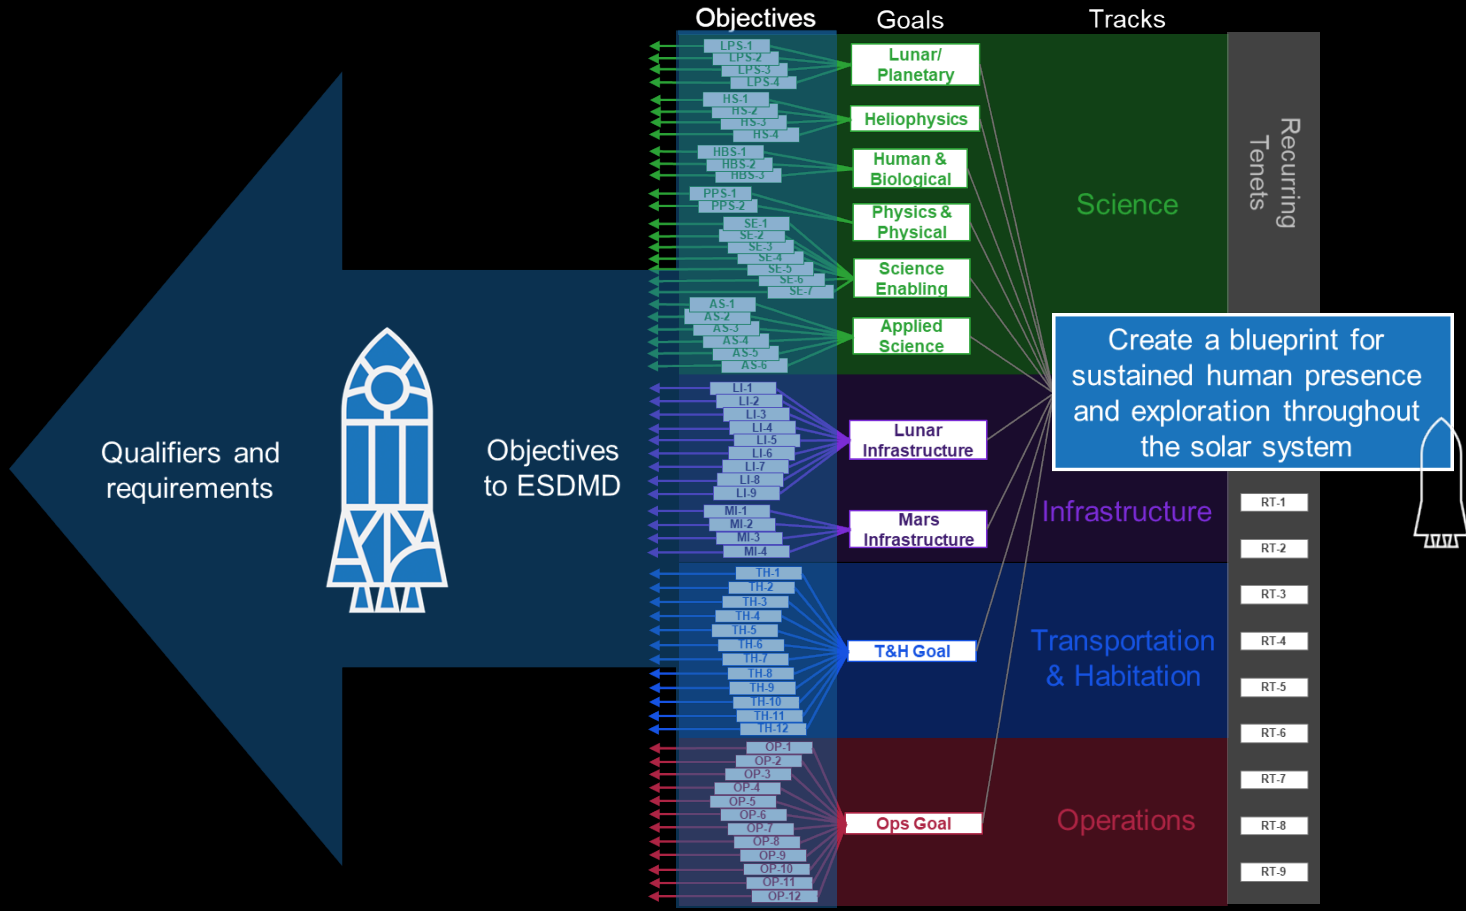 Objectives
Goals
Tracks
LPS-1
LPS-2
LPS-3
LPS-4
Lunar/
Planetary
HS-1
HS-2
HS-3
HS-4
Heliophysics
HBS-1
HBS-2
HBS-3
Human &
Biological
PPS-1
PPS-2
Physics &
Physical
SE-1
SE-2
SE-3
SE-4
SE-5
SE-6
SE-7
Science
Enabling
AS-1
AS-2
AS-3
AS-4
AS-5
AS-6
Applied
Science
Science
LI-1
LI-2
LI-3
LI-4
LI-5
LI-6
LI-7
LI-8
LI-9
Lunar
Infrastructure
MI-1
MI-2
MI-3
MI-4
Mars
Infrastructure
Infrastructure
TH-1
TH-2
TH-3
TH-4
TH-5
TH-6
TH-7
TH-8
TH-9
TH-10
TH-11
TH-12
T&H Goal
Transportation
& Habitation
OP-1
OP-2
OP-3
OP-4
OP-5
OP-6
OP-7
OP-8
OP-9
OP-10
OP-11
OP-12
Ops Goal
Operations
Recurring
Tenets
Create a blueprint for
sustained human presence
and exploration throughout
the solar system
RT-1
RT-2
RT-3
RT-4
RT-5
RT-6
RT-7
RT-8
RT-9
Qualifiers and
requirements
Objectives
to ESDMD